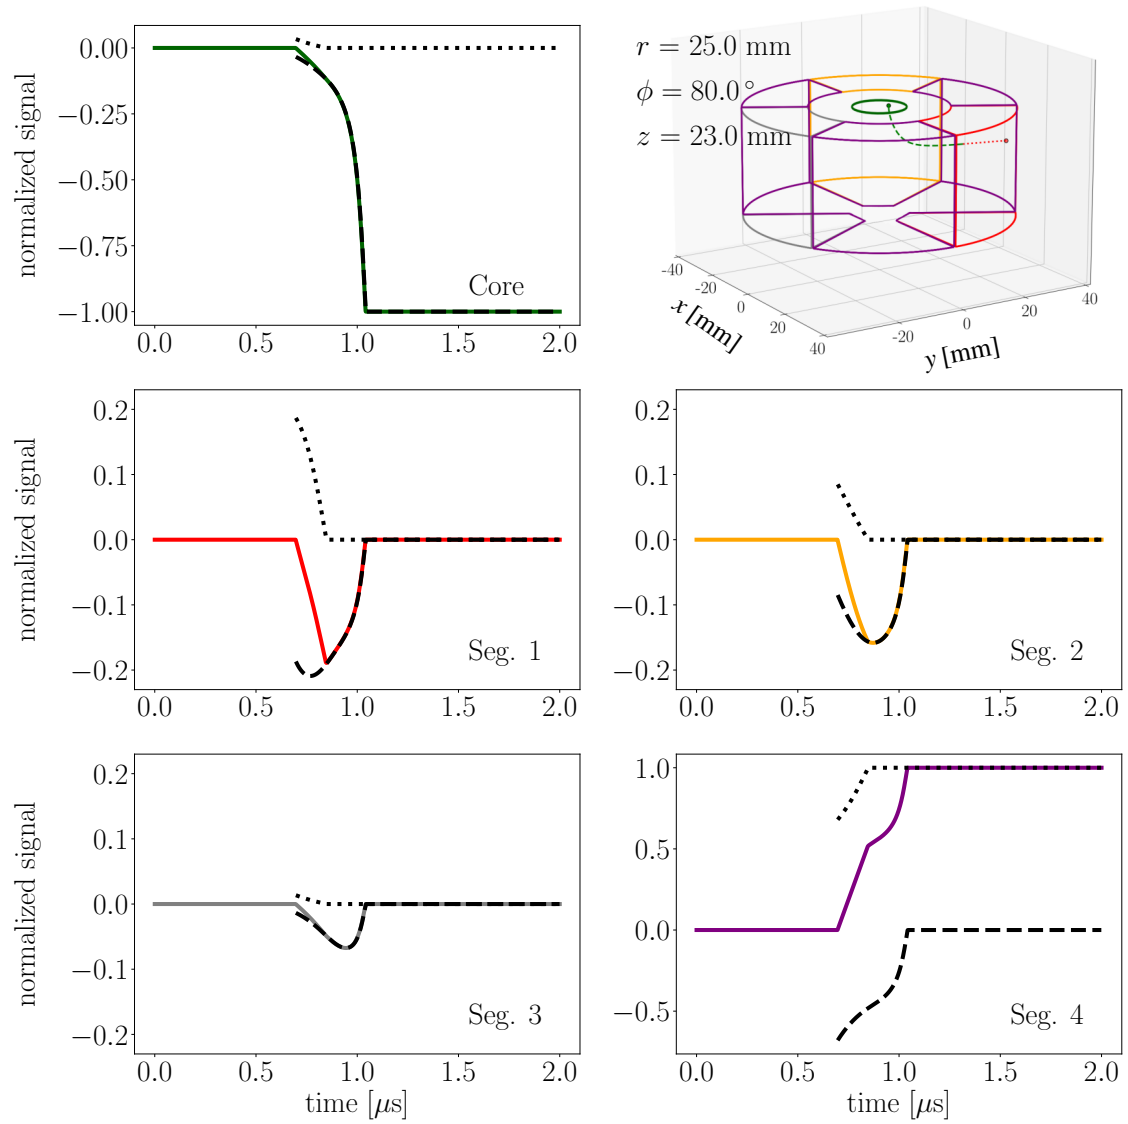 0.00
−0.25
−0.50
−0.75
−1.00
normalized signal
Core
0.0 0.5 1.0 1.5 2.0
r = 25.0 mm
ϕ = 80.0°
z = 23.0 mm
-40 -20 0 20 40
x [mm]
-20 0 20 40
y [mm]
0.2
0.1
0.0
−0.1
−0.2
normalized signal
Seg. 1
0.0 0.5 1.0 1.5 2.0
0.2
0.1
0.0
−0.1
−0.2
Seg. 2
0.0 0.5 1.0 1.5 2.0
0.2
0.1
0.0
−0.1
−0.2
normalized signal
Seg. 3
0.0 0.5 1.0 1.5 2.0
time [μs]
1.0
0.5
0.0
−0.5
Seg. 4
0.0 0.5 1.0 1.5 2.0
time [μs]